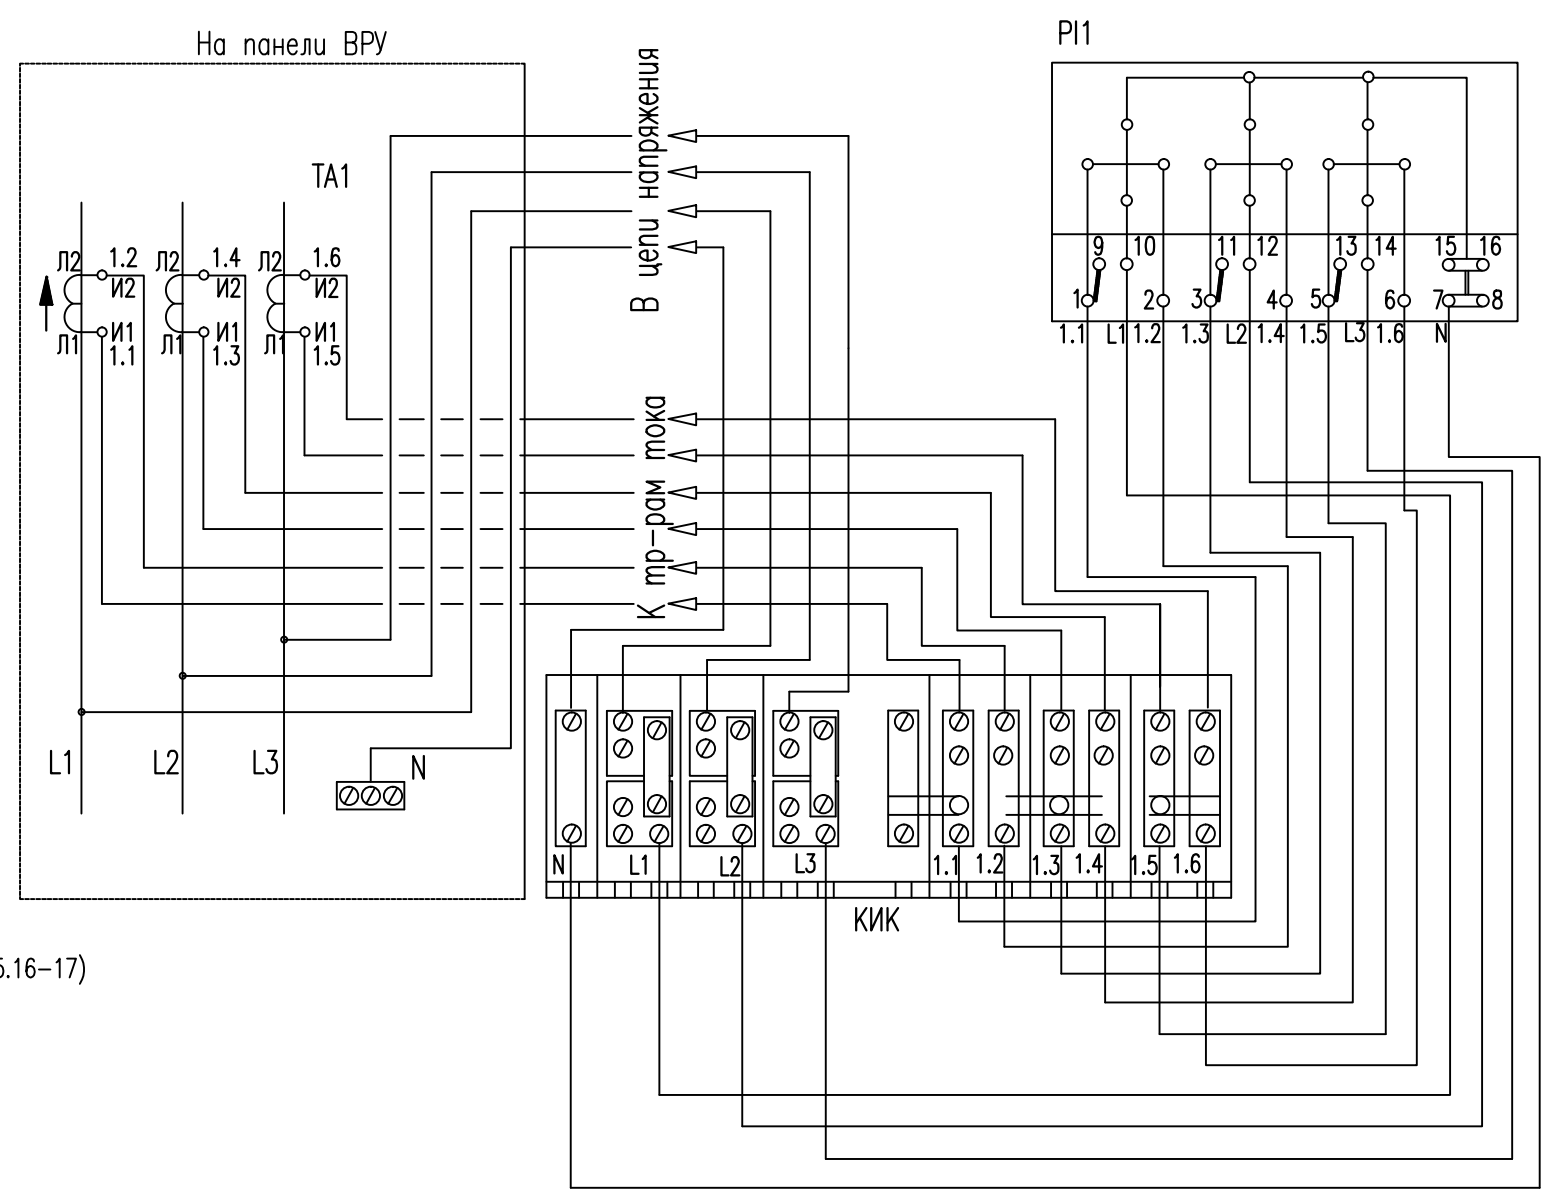 На панели ВРУ
PI1
ТА1
В цепи напряжения
К тр-рам тока
Л2 1.2 Л2 1.4 Л2 1.6
И2 И2 И2
И1 И1 И1
Л1 1.1 Л1 1.3 Л1 1.5
9 10 11 12 13 14 15 16
1 2 3 4 5 6 7 8
1.1 L1 1.2 1.3 L2 1.4 1.5 L3 1.6 N
L1 L2 L3 N
N L1 L2 L3 1.1 1.2 1.3 1.4 1.5 1.6
КИК
.16-17)